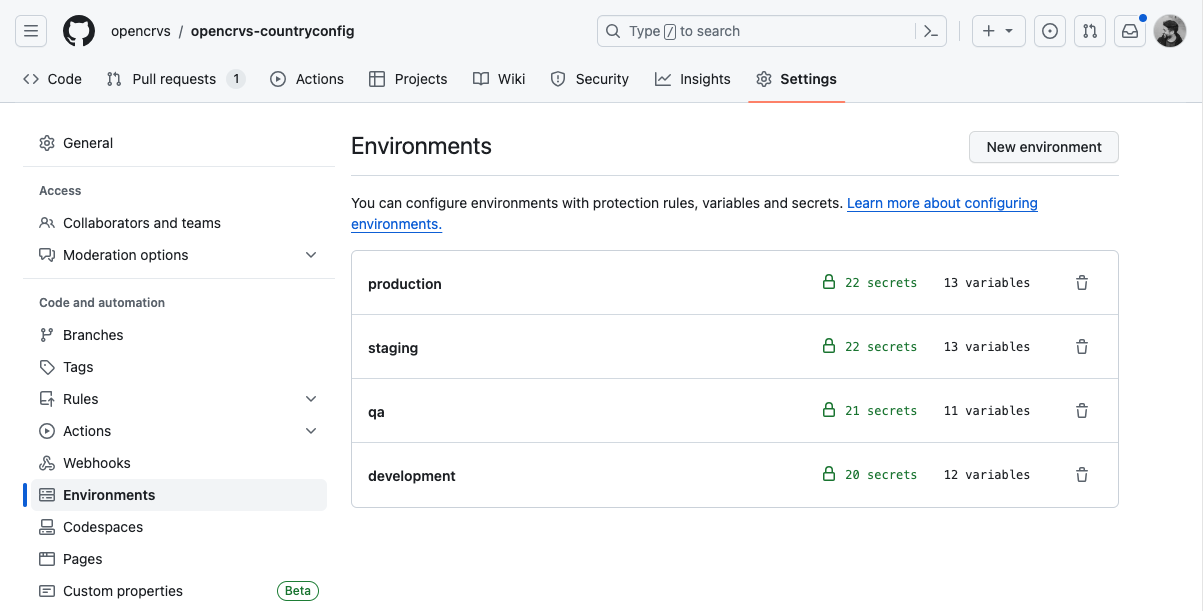 opencrvs / opencrvs-countryconfig
Type / to search
Code
Pull requests 1
Actions
Projects
Wiki
Security
Insights
Settings
General
Access
Collaborators and teams
Moderation options
Code and automation
Branches
Tags
Rules
Actions
Webhooks
Environments
Codespaces
Pages
Custom properties Beta
Environments
New environment
You can configure environments with protection rules, variables and secrets. Learn more about configuring
environments.
production 22 secrets 13 variables
staging 22 secrets 13 variables
qa 21 secrets 11 variables
development 20 secrets 12 variables